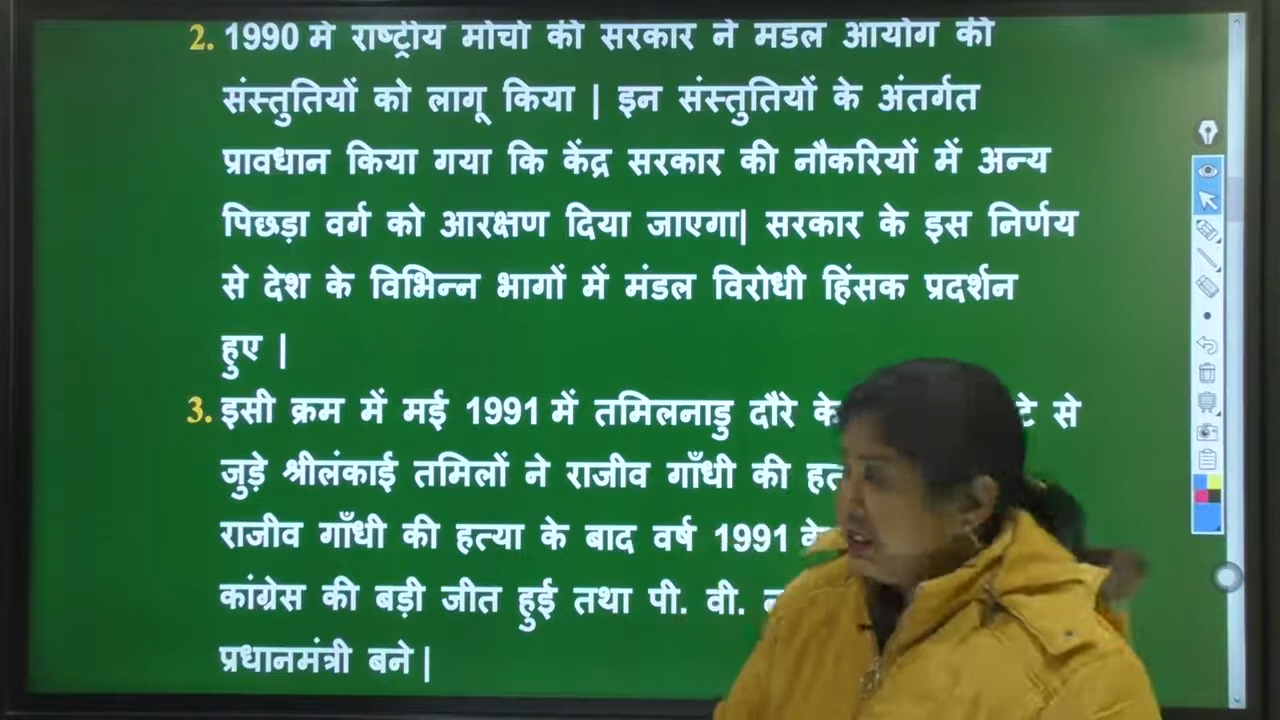 2. 1990 में राष्ट्रीय मोर्चा की सरकार ने मंडल आयोग की
संस्तुतियों को लागू किया | इन संस्तुतियों के अंतर्गत
प्रावधान किया गया कि केंद्र सरकार की नौकरियों में अन्य
पिछड़ा वर्ग को आरक्षण दिया जाएगा| सरकार के इस निर्णय
से देश के विभिन्न भागों में मंडल विरोधी हिंसक प्रदर्शन
हुए |
3. इसी क्रम में मई 1991 में तमिलनाडु दौरे के से
जुड़े श्रीलंकाई तमिलों ने राजीव गाँधी की
राजीव गाँधी की हत्या के बाद वर्ष 1991
कांग्रेस की बड़ी जीत हुई तथा पी. वी.
प्रधानमंत्री बने |